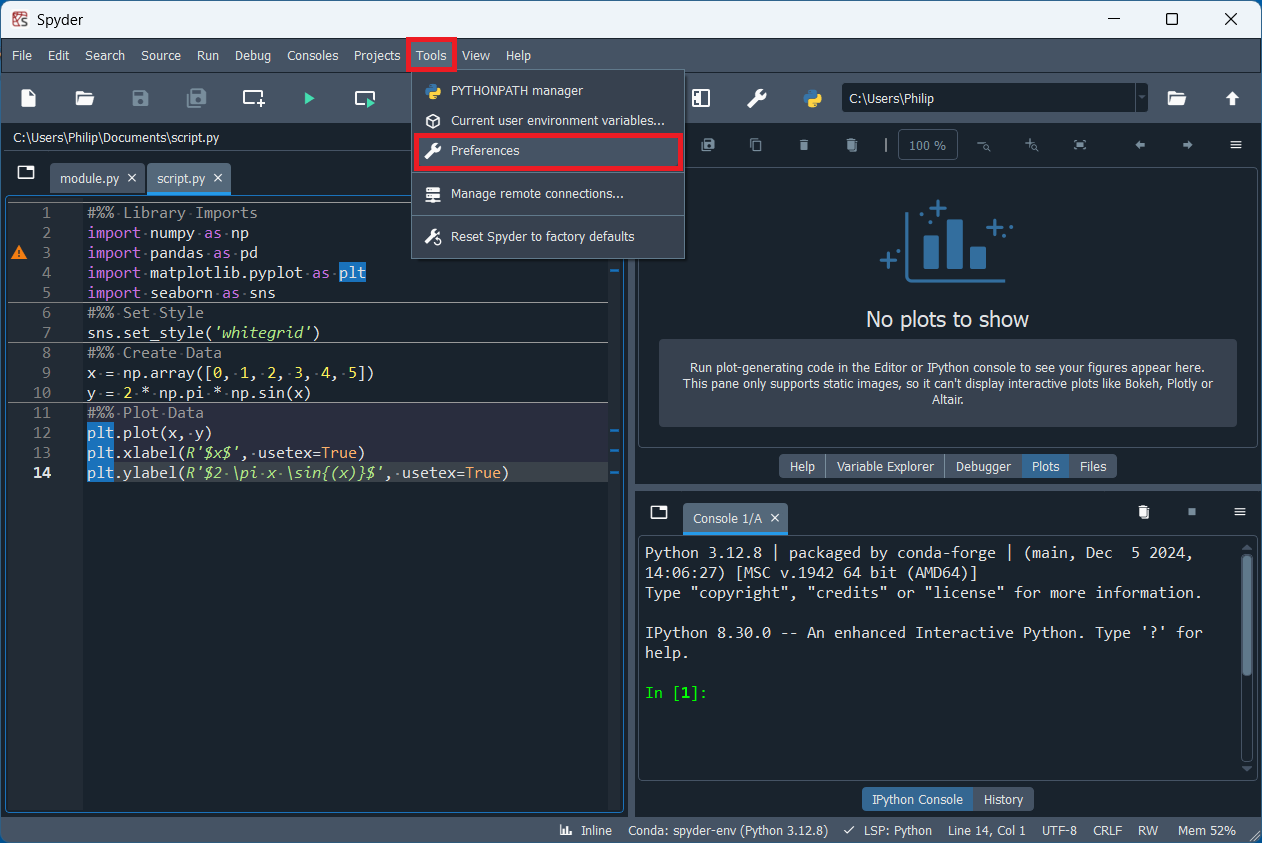 Spyder
File Edit Search Source Run Debug Consoles Projects Tools View Help
PYTHONPATH manager
Current user environment variables...
Preferences
Manage remote connections...
Reset Spyder to factory defaults
C:\Users\Philip
C:\Users\Philip\Documents\script.py
module.py
script.py
1 #%% Library Imports
2 import numpy as np
3 import pandas as pd
4 import matplotlib.pyplot as plt
5 import seaborn as sns
6 #%% Set Style
7 sns.set_style('whitegrid')
8 #%% Create Data
9 x = np.array([0, 1, 2, 3, 4, 5])
10 y = 2 * np.pi * np.sin(x)
11 #%% Plot Data
12 plt.plot(x, y)
13 plt.xlabel(R'$x$', usetex=True)
14 plt.ylabel(R'$2 \pi x \sin{(x)}$', usetex=True)
100 %
No plots to show
Run plot-generating code in the Editor or IPython console to see your figures appear here.
This pane only supports static images, so it can't display interactive plots like Bokeh, Plotly or
Altair.
Help Variable Explorer Debugger Plots Files
Console 1/A
Python 3.12.8 | packaged by conda-forge | (main, Dec  5 2024,
14:06:27) [MSC v.1942 64 bit (AMD64)]
Type "copyright", "credits" or "license" for more information.
IPython 8.30.0 -- An enhanced Interactive Python. Type '?' for
help.
In [1]:
IPython Console History
Inline Conda: spyder-env (Python 3.12.8) LSP: Python Line 14, Col 1 UTF-8 CRLF RW Mem 52%